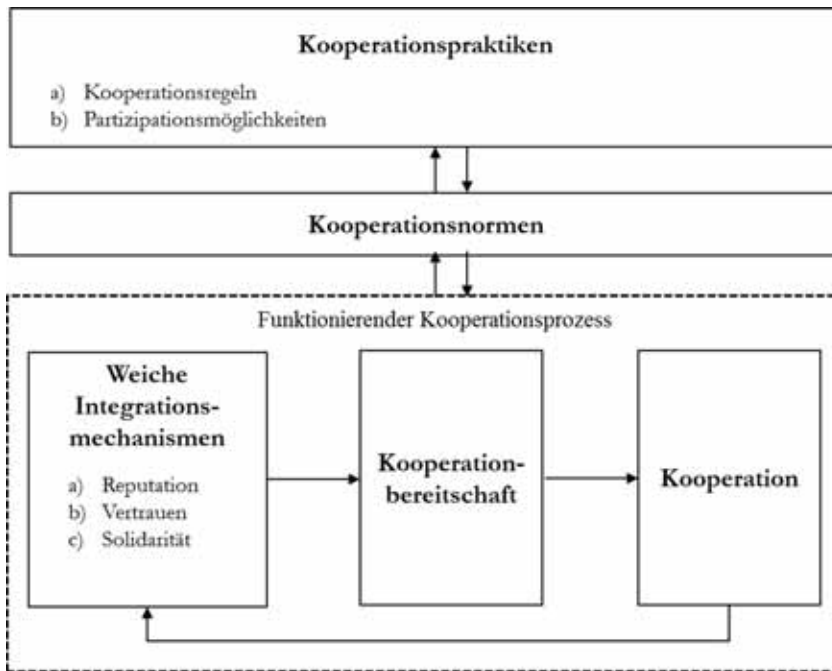 Kooperationspraktiken
a) Kooperationsregeln
b) Partizipationsmöglichkeiten
Kooperationsnormen
Funktionierender Kooperationsprozess
Weiche
Integrations-
mechanismen
a) Reputation
b) Vertrauen
c) Solidarität
Kooperation-
bereitschaft
Kooperation